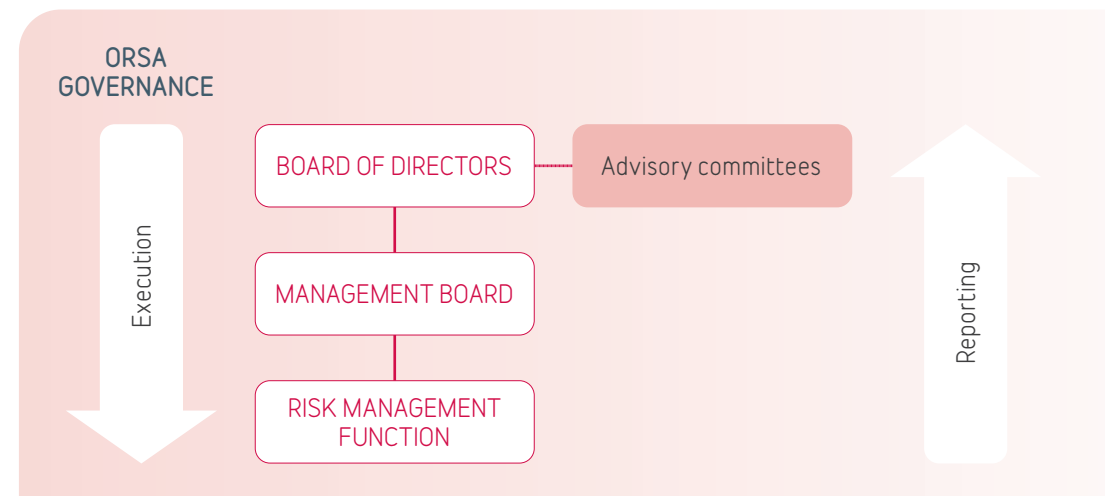 ORSA
GOVERNANCE
BOARD OF DIRECTORS
Advisory committees
Execution
MANAGEMENT BOARD
Reporting
RISK MANAGEMENT
FUNCTION